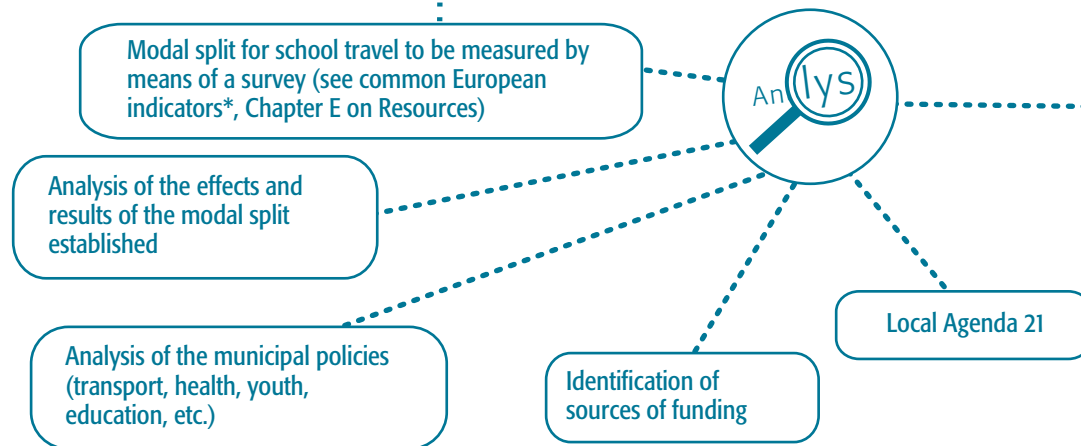 Modal split for school travel to be measured by
means of a survey (see common European
indicators*, Chapter E on Resources)
An lys
Analysis of the effects and
results of the modal split
established
Local Agenda 21
Analysis of the municipal policies
(transport, health, youth,
education, etc.)
Identification of
sources of funding